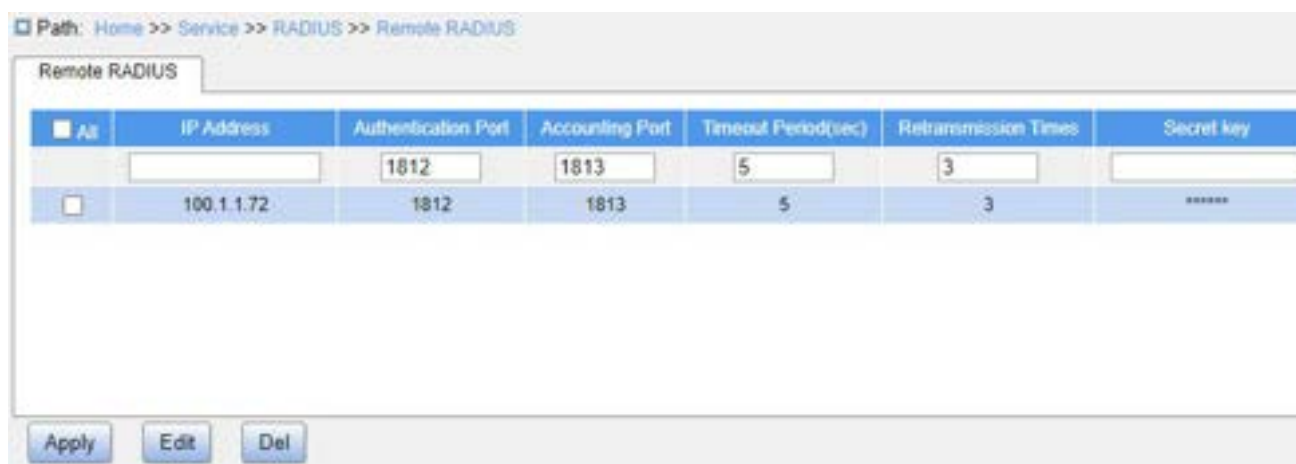 Path: Home >> Service >> RADIUS >> Remote RADIUS
Remote RADIUS
All IP Address Authentication Port Accounting Port Timeout Period(sec) Retransmission Times Secret key
1812 1813 5 3
100.1.1.72 1812 1813 5 3 ******
Apply Edit Del